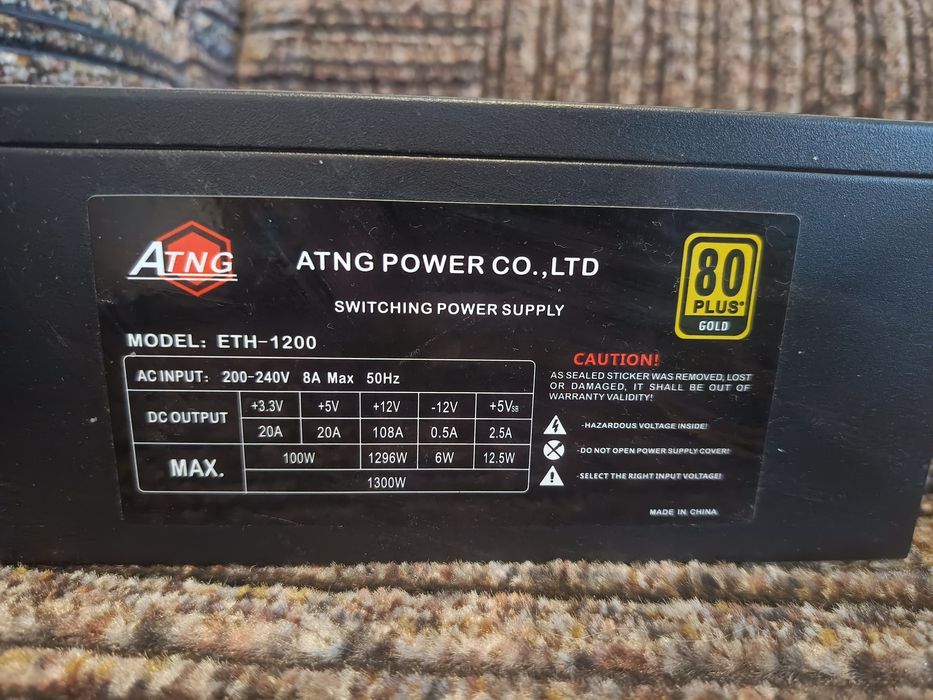 ATNG
ATNG POWER CO.,LTD
SWITCHING POWER SUPPLY
80
PLUS
GOLD
MODEL: ETH-1200
AC INPUT: 200-240V 8A Max 50Hz
DC OUTPUT +3.3V +5V +12V -12V +5VSB
20A 20A 108A 0.5A 2.5A
MAX. 100W 1296W 6W 12.5W
1300W
CAUTION!
AS SEALED STICKER WAS REMOVED, LOST
OR DAMAGED, IT SHALL BE OUT OF
WARRANTY VALIDITY!
-HAZARDOUS VOLTAGE INSIDE!
-DO NOT OPEN POWER SUPPLY COVER!
-SELECT THE RIGHT INPUT VOLTAGE!
MADE IN CHINA